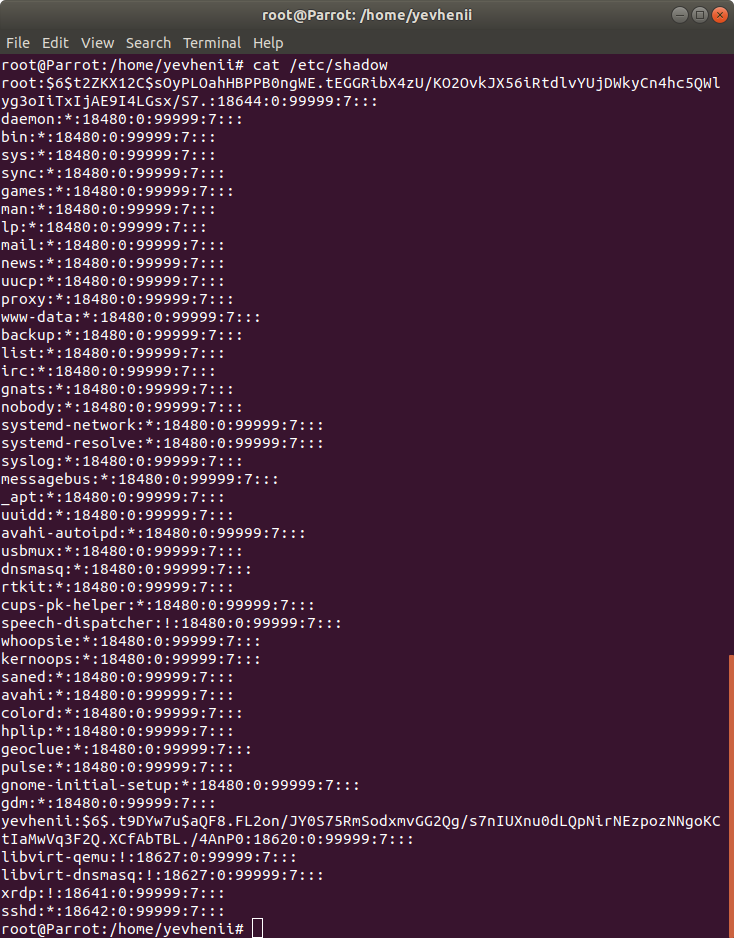 root@Parrot: /home/yevhenii
File Edit View Search Terminal Help
root@Parrot:/home/yevhenii# cat /etc/shadow
root:$6$t2ZKX12C$sOyPLOahHBPPB0ngWE.tEGGRibX4zU/KO2OvkJX56iRtdlvYUjDWkyCn4hc5QWl
yg3oIiTxIjAE9I4LGsx/S7.:18644:0:99999:7:::
daemon:*:18480:0:99999:7:::
bin:*:18480:0:99999:7:::
sys:*:18480:0:99999:7:::
sync:*:18480:0:99999:7:::
games:*:18480:0:99999:7:::
man:*:18480:0:99999:7:::
lp:*:18480:0:99999:7:::
mail:*:18480:0:99999:7:::
news:*:18480:0:99999:7:::
uucp:*:18480:0:99999:7:::
proxy:*:18480:0:99999:7:::
www-data:*:18480:0:99999:7:::
backup:*:18480:0:99999:7:::
list:*:18480:0:99999:7:::
irc:*:18480:0:99999:7:::
gnats:*:18480:0:99999:7:::
nobody:*:18480:0:99999:7:::
systemd-network:*:18480:0:99999:7:::
systemd-resolve:*:18480:0:99999:7:::
syslog:*:18480:0:99999:7:::
messagebus:*:18480:0:99999:7:::
_apt:*:18480:0:99999:7:::
uuidd:*:18480:0:99999:7:::
avahi-autoipd:*:18480:0:99999:7:::
usbmux:*:18480:0:99999:7:::
dnsmasq:*:18480:0:99999:7:::
rtkit:*:18480:0:99999:7:::
cups-pk-helper:*:18480:0:99999:7:::
speech-dispatcher:!:18480:0:99999:7:::
whoopsie:*:18480:0:99999:7:::
kernoops:*:18480:0:99999:7:::
saned:*:18480:0:99999:7:::
avahi:*:18480:0:99999:7:::
colord:*:18480:0:99999:7:::
hplip:*:18480:0:99999:7:::
geoclue:*:18480:0:99999:7:::
pulse:*:18480:0:99999:7:::
gnome-initial-setup:*:18480:0:99999:7:::
gdm:*:18480:0:99999:7:::
yevhenii:$6$.t9DYw7u$aQF8.FL2on/JY0S75RmSodxmvGG2Qg/s7nIUXnu0dLQpNirNEzpozNNgoKC
tIaMwVq3F2Q.XCfAbTBL./4AnP0:18620:0:99999:7:::
libvirt-qemu:!:18627:0:99999:7:::
libvirt-dnsmasq:!:18627:0:99999:7:::
xrdp:!:18641:0:99999:7:::
sshd:*:18642:0:99999:7:::
root@Parrot:/home/yevhenii#